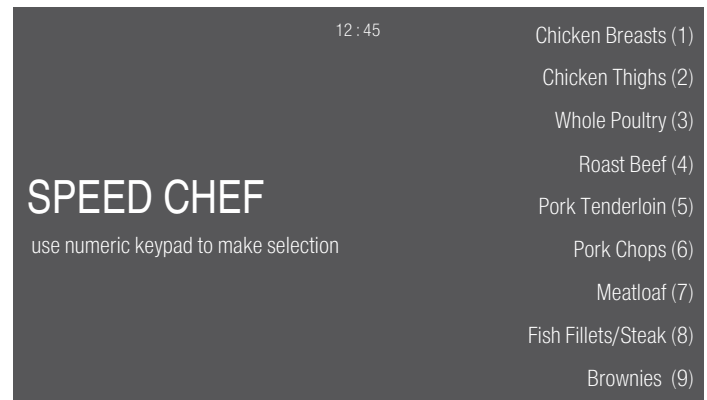 12 : 45
SPEED CHEF
use numeric keypad to make selection
Chicken Breasts (1)
Chicken Thighs (2)
Whole Poultry (3)
Roast Beef (4)
Pork Tenderloin (5)
Pork Chops (6)
Meatloaf (7)
Fish Fillets/Steak (8)
Brownies (9)